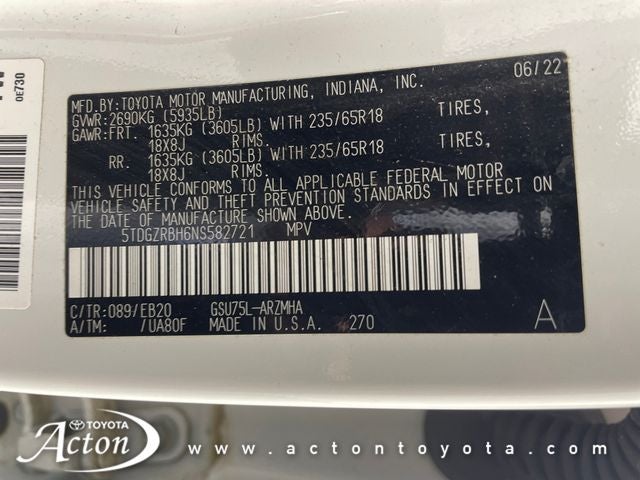 W
0E730
MFD.BY:TOYOTA MOTOR MANUFACTURING, INDIANA, INC. 06/22
GVWR:2690KG (5935LB)
GAWR:FRT. 1635KG (3605LB) WITH 235/65R18 TIRES,
18X8J RIMS.
RR. 1635KG (3605LB) WITH 235/65R18 TIRES,
18X8J RIMS.
THIS VEHICLE CONFORMS TO ALL APPLICABLE FEDERAL MOTOR
VEHICLE SAFETY AND THEFT PREVENTION STANDARDS IN EFFECT ON
THE DATE OF MANUFACTURE SHOWN ABOVE.
5TDGZRBH6NS582721 MPV
C/TR:089/EB20 GSU75L-ARZMHA
A/TM: /UA80F MADE IN U.S.A. 270 A
TOYOTA
Acton www.actontoyota.com